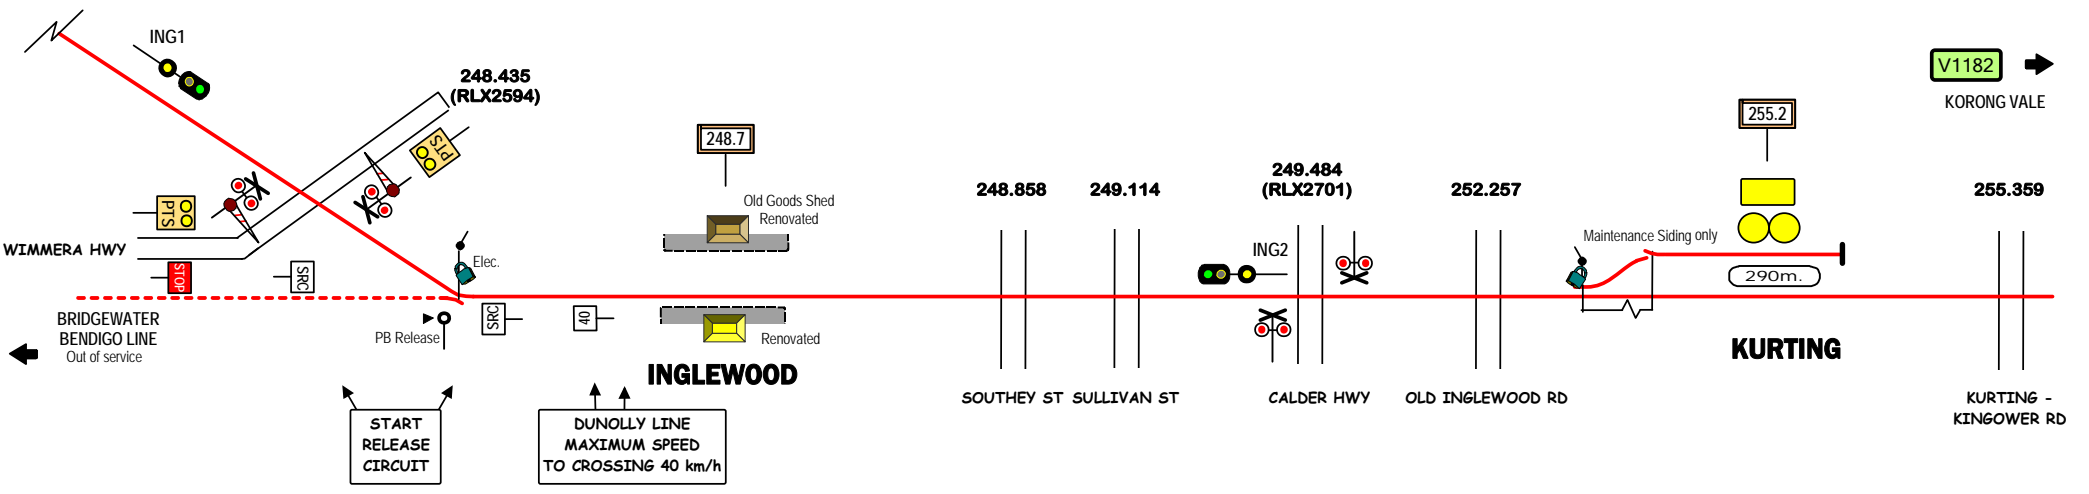 ING1
248.435
(RLX2594)
PTS
PTS
WIMMERA HWY
STOP
SRC
Elec.
BRIDGEWATER
BENDIGO LINE
Out of service
PB Release
SRC
40
START
RELEASE
CIRCUIT
DUNOLLY LINE
MAXIMUM SPEED
TO CROSSING 40 km/h
248.7
Old Goods Shed
Renovated
Renovated
INGLEWOOD
248.858
SOUTHEY ST
249.114
SULLIVAN ST
249.484
(RLX2701)
ING2
CALDER HWY
252.257
OLD INGLEWOOD RD
Maintenance Siding only
255.2
290m.
KURTING
V1182
KORONG VALE
255.359
KURTING -
KINGOWER RD